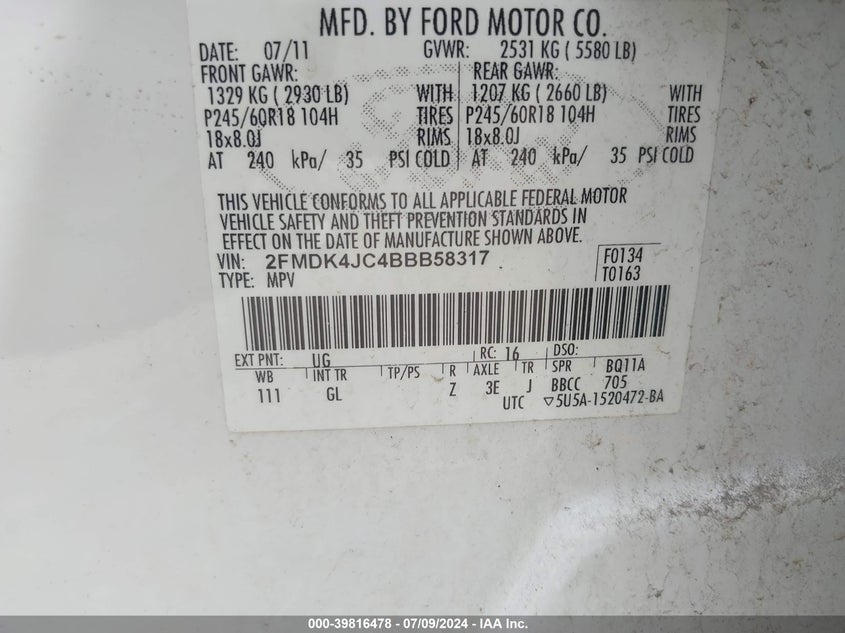 MFD. BY FORD MOTOR CO.
DATE: 07/11 GVWR: 2531 KG ( 5580 LB)
FRONT GAWR: REAR GAWR:
1329 KG ( 2930 LB) WITH 1207 KG ( 2660 LB) WITH
P245/60R18 104H TIRES P245/60R18 104H TIRES
18x8.0J RIMS 18x8.0J RIMS
AT 240 kPa/ 35 PSI COLD AT 240 kPa/ 35 PSI COLD
THIS VEHICLE CONFORMS TO ALL APPLICABLE FEDERAL MOTOR
VEHICLE SAFETY AND THEFT PREVENTION STANDARDS IN
EFFECT ON THE DATE OF MANUFACTURE SHOWN ABOVE.
VIN: 2FMDK4JC4BBB58317 F0134
TYPE: MPV T0163
EXT PNT: UG RC: 16 DSO:
WB INT TR TP/PS R AXLE TR SPR BQ11A
111 GL Z 3E J BBCC 705
UTC ▽5U5A-1520472-BA
000-39816478 - 07/09/2024 - IAA Inc.